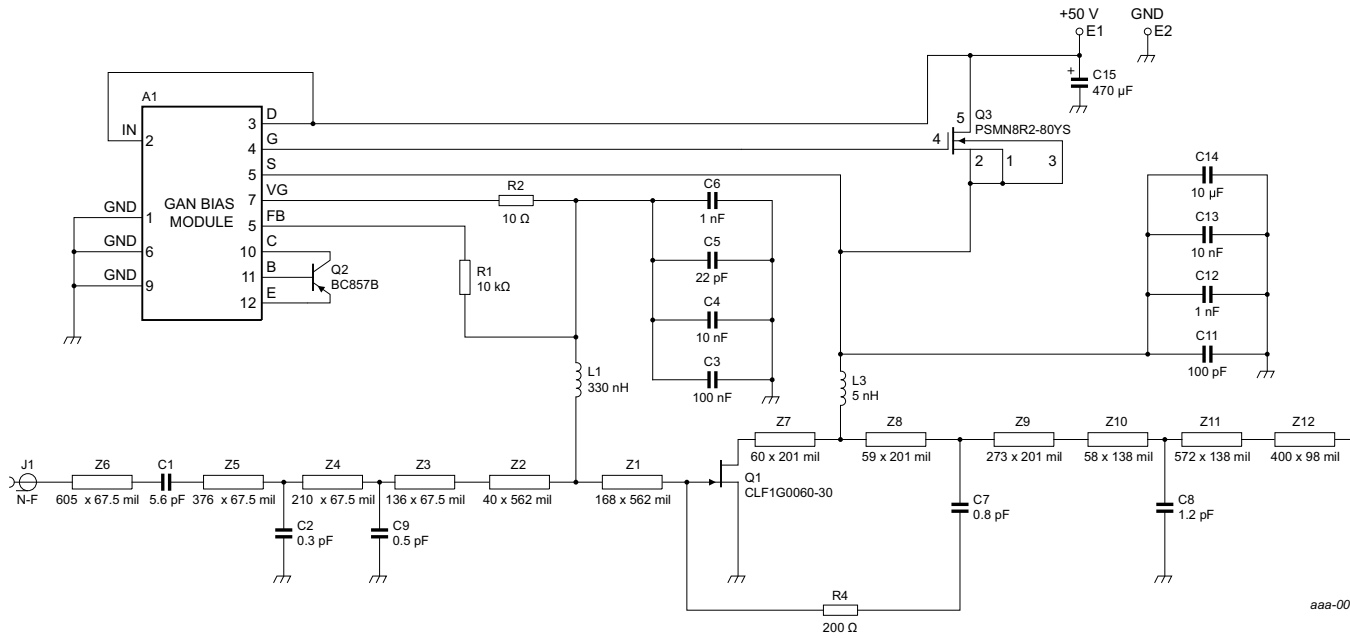 +50 V
E1
GND
E2
+
C15
470 µF
A1
GAN BIAS
MODULE
IN
2
GND
1
GND
6
GND
9
3
D
4
G
5
S
7
VG
5
FB
10
C
11
B
12
E
Q2
BC857B
R2
10 Ω
R1
10 kΩ
C6
1 nF
C5
22 pF
C4
10 nF
C3
100 nF
Q3
PSMN8R2-80YS
5
4
2
1
3
C14
10 µF
C13
10 nF
C12
1 nF
C11
100 pF
L1
330 nH
L3
5 nH
J1
N-F
Z6
605 x 67.5 mil
C1
5.6 pF
Z5
376 x 67.5 mil
Z4
210 x 67.5 mil
Z3
136 x 67.5 mil
Z2
40 x 562 mil
Z1
168 x 562 mil
Z7
60 x 201 mil
Z8
59 x 201 mil
Z9
273 x 201 mil
Z10
58 x 138 mil
Z11
572 x 138 mil
Z12
400 x 98 mil
Q1
CLF1G0060-30
C2
0.3 pF
C9
0.5 pF
C7
0.8 pF
C8
1.2 pF
R4
200 Ω
aaa-00